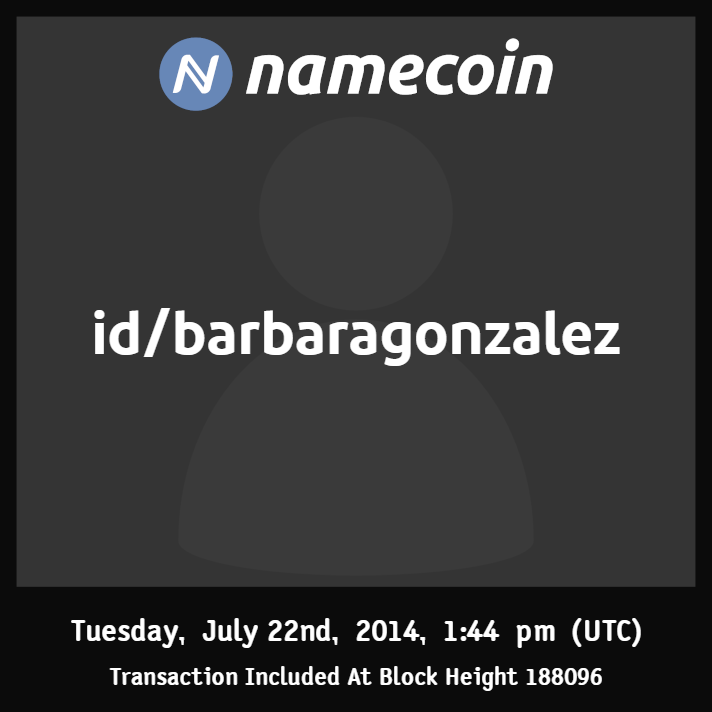 namecoin
id/barbaragonzalez
Tuesday, July 22nd, 2014, 1:44 pm (UTC)
Transaction Included At Block Height 188096